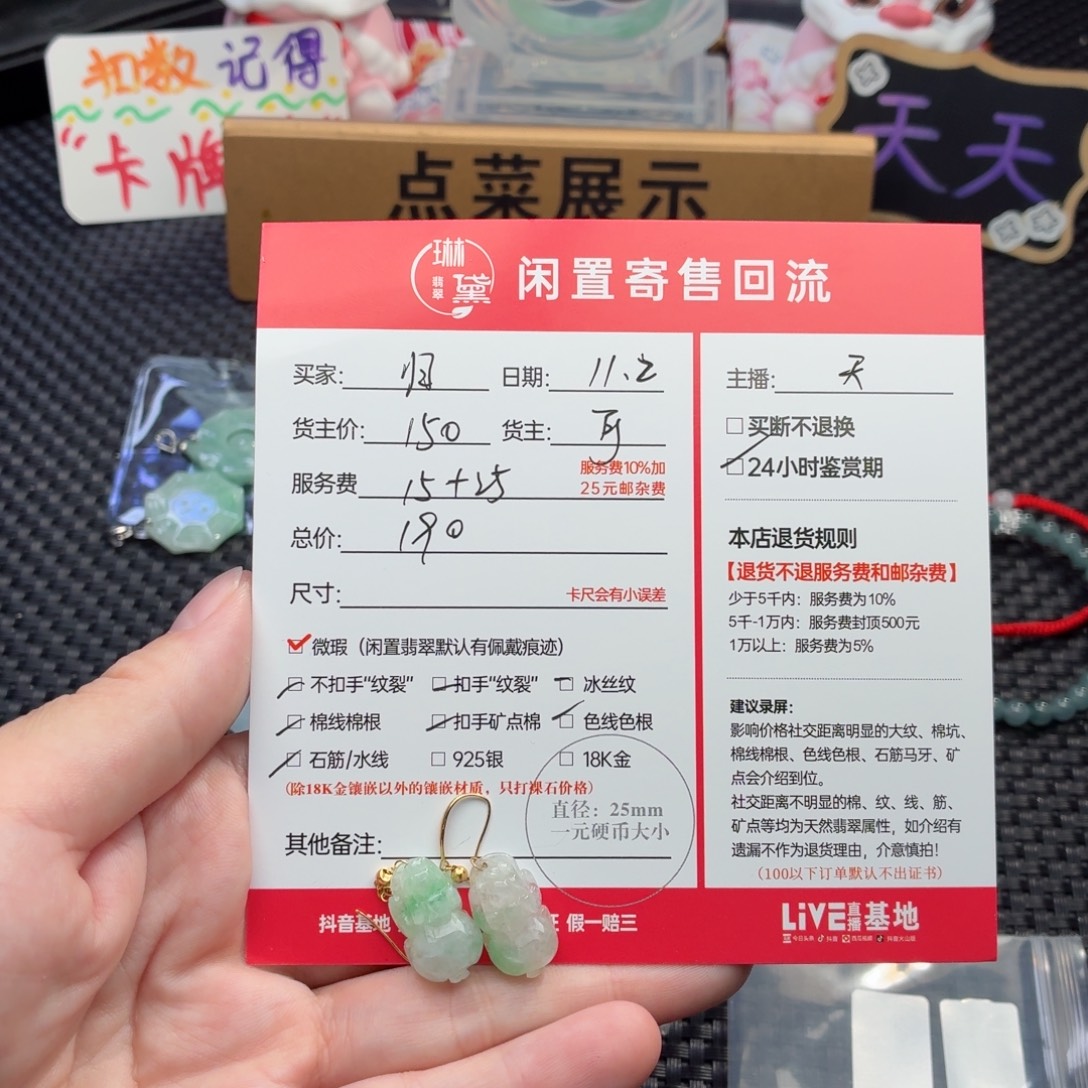 扣数记得
"卡牌
天天
点菜展示
琳黛翡翠
闲置寄售回流
买家: 日期: 11.2
货主价: 150 货主:
服务费 15+25 服务费10%加
25元邮杂费
总价: 190
尺寸: 卡尺会有小误差
微瑕（闲置翡翠默认有佩戴痕迹）
不扣手“纹裂” 扣手“纹裂” 冰丝纹
棉线棉根 扣手矿点棉 色线色根
石筋/水线 925银 18K金
(除18K金镶嵌以外的镶嵌材质，只打裸石价格)
直径：25mm
一元硬币大小
其他备注:
抖音基地 假一赔三
主播: 天
买断不退换
24小时鉴赏期
本店退货规则
【退货不退服务费和邮杂费】
少于5千内：服务费为10%
5千-1万内：服务费封顶500元
1万以上：服务费为5%
建议录屏：
影响价格社交距离明显的大纹、棉坑、
棉线棉根、色线色根、石筋马牙、矿
点会介绍到位。
社交距离不明显的棉、纹、线、筋、
矿点等均为天然翡翠属性，如介绍有
遗漏不作为退货理由，介意慎拍！
（100以下订单默认不出证书）
LiVE直播基地
今日头条 抖音 西瓜视频 抖音火山版